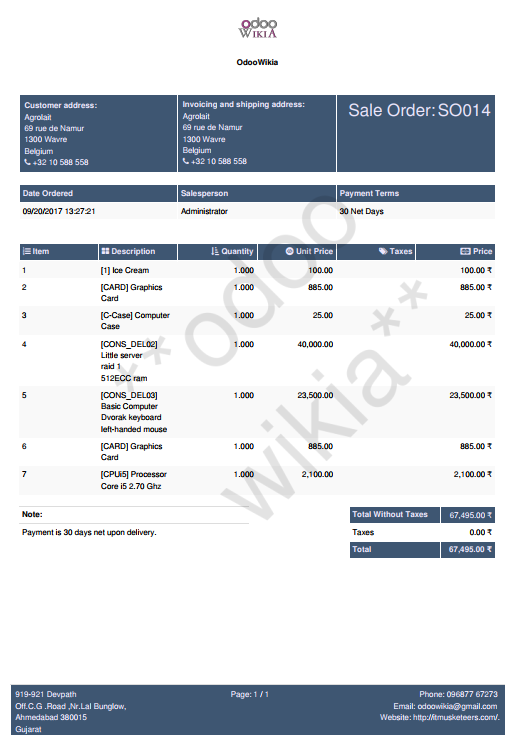 odoo
WIKIA
OdooWikia
Customer address:
Agrolait
69 rue de Namur
1300 Wavre
Belgium
+32 10 588 558
Invoicing and shipping address:
Agrolait
69 rue de Namur
1300 Wavre
Belgium
+32 10 588 558
Sale Order:SO014
Date Ordered Salesperson Payment Terms
09/20/2017 13:27:21 Administrator 30 Net Days
Item Description Quantity Unit Price Taxes Price
1 [1] Ice Cream 1.000 100.00 100.00 ₹
2 [CARD] Graphics 1.000 885.00 885.00 ₹
Card
3 [C-Case] Computer 1.000 25.00 25.00 ₹
Case
4 [CONS_DEL02] 1.000 40,000.00 40,000.00 ₹
Little server
raid 1
512ECC ram
5 [CONS_DEL03] 1.000 23,500.00 23,500.00 ₹
Basic Computer
Dvorak keyboard
left-handed mouse
6 [CARD] Graphics 1.000 885.00 885.00 ₹
Card
7 [CPUi5] Processor 1.000 2,100.00 2,100.00 ₹
Core i5 2.70 Ghz
**odoo
wikia**
Note:
Payment is 30 days net upon delivery.
Total Without Taxes 67,495.00 ₹
Taxes 0.00 ₹
Total 67,495.00 ₹
919-921 Devpath
Off.C.G .Road ,Nr.Lal Bunglow,
Ahmedabad 380015
Gujarat
Page: 1 / 1
Phone: 096877 67273
Email: odoowikia@gmail.com
Website: http://itmusketeers.com/.